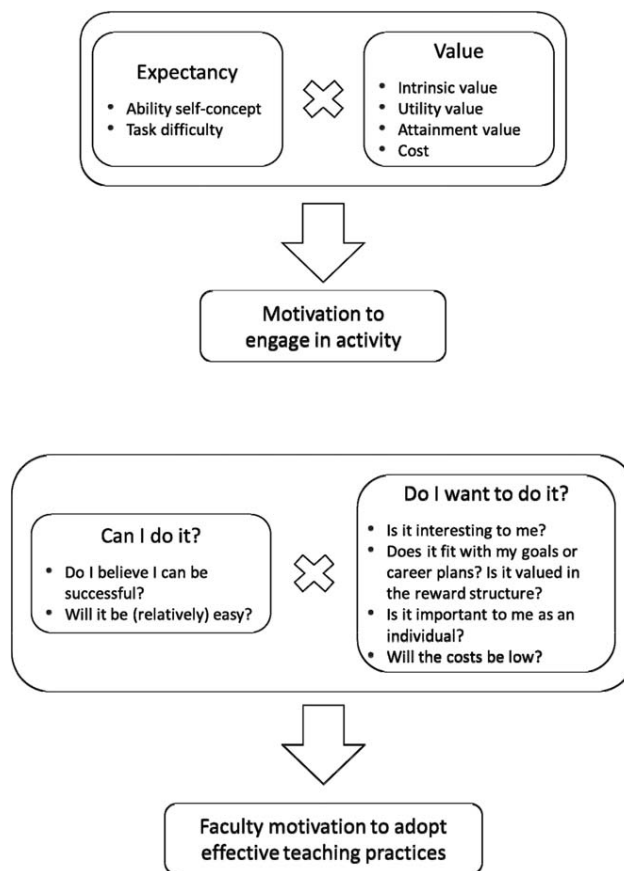 Expectancy
• Ability self-concept
• Task difficulty
Value
• Intrinsic value
• Utility value
• Attainment value
• Cost
Motivation to
engage in activity
Can I do it?
• Do I believe I can be
successful?
• Will it be (relatively) easy?
Do I want to do it?
• Is it interesting to me?
• Does it fit with my goals or
career plans? Is it valued in
the reward structure?
• Is it important to me as an
individual?
• Will the costs be low?
Faculty motivation to adopt
effective teaching practices